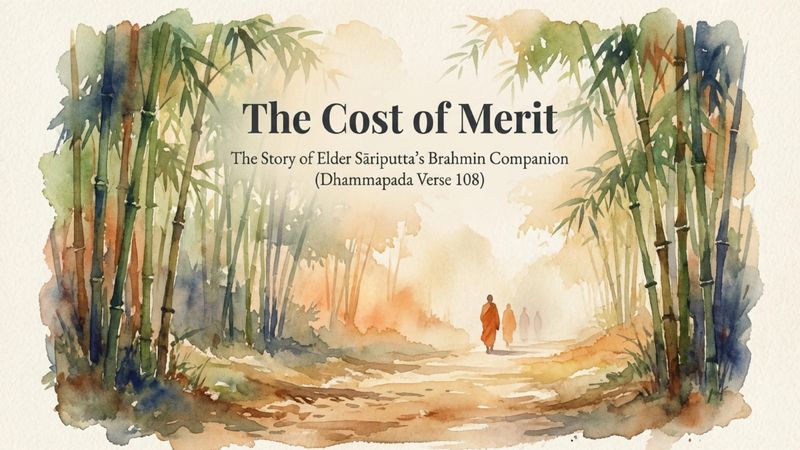 The Cost of Merit
The Story of Elder Sāriputta’s Brahmin Companion
(Dhammapada Verse 108)